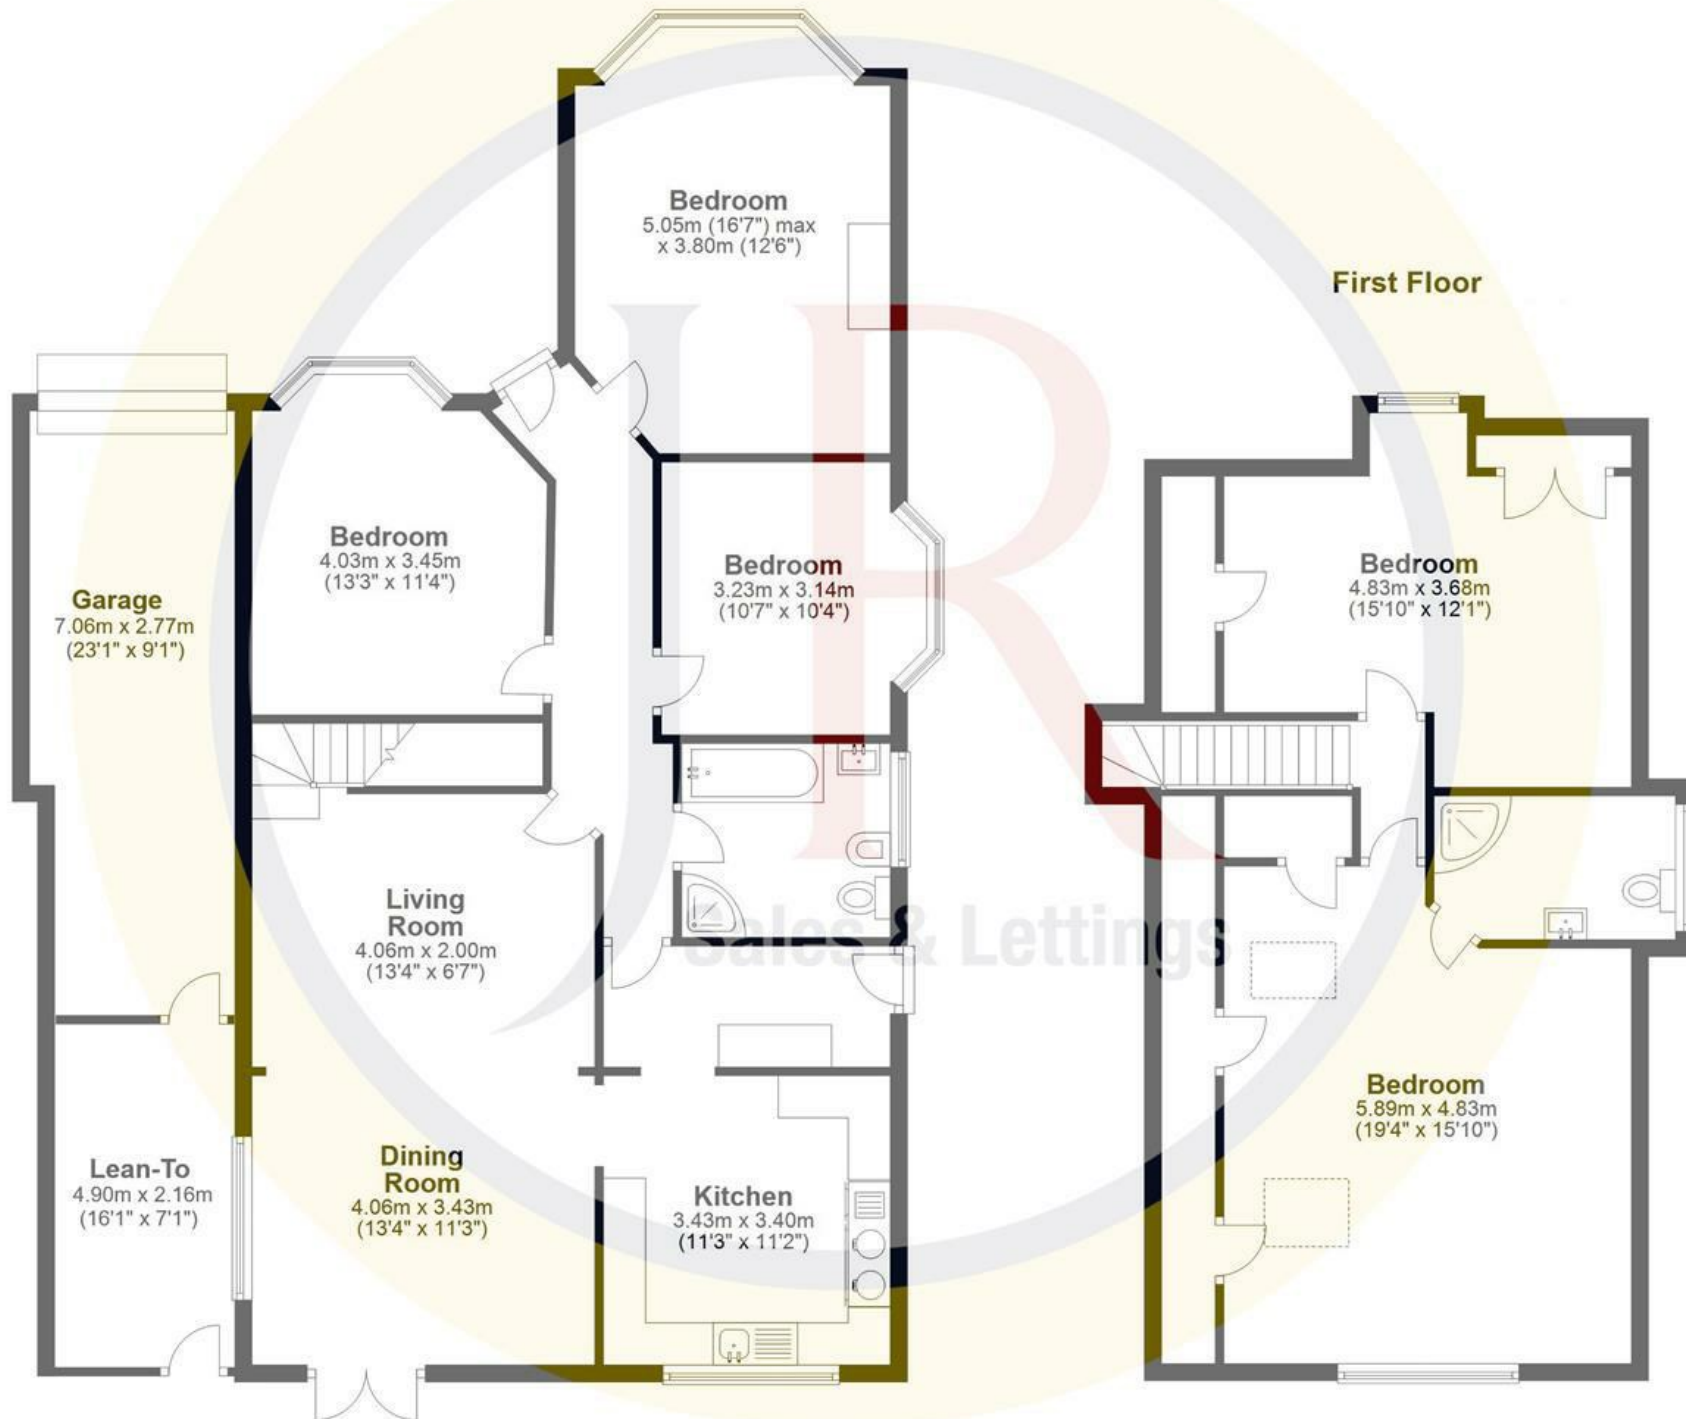 Bedroom
5.05m (16'7") max
x 3.80m (12'6")
First Floor
Bedroom
4.03m x 3.45m
(13'3" x 11'4")
Bedroom
3.23m x 3.14m
(10'7" x 10'4")
Bedroom
4.83m x 3.68m
(15'10" x 12'1")
Garage
7.06m x 2.77m
(23'1" x 9'1")
Living
Room
4.06m x 2.00m
(13'4" x 6'7")
JR
Sales & Lettings
Bedroom
5.89m x 4.83m
(19'4" x 15'10")
Lean-To
4.90m x 2.16m
(16'1" x 7'1")
Dining
Room
4.06m x 3.43m
(13'4" x 11'3")
Kitchen
3.43m x 3.40m
(11'3" x 11'2")